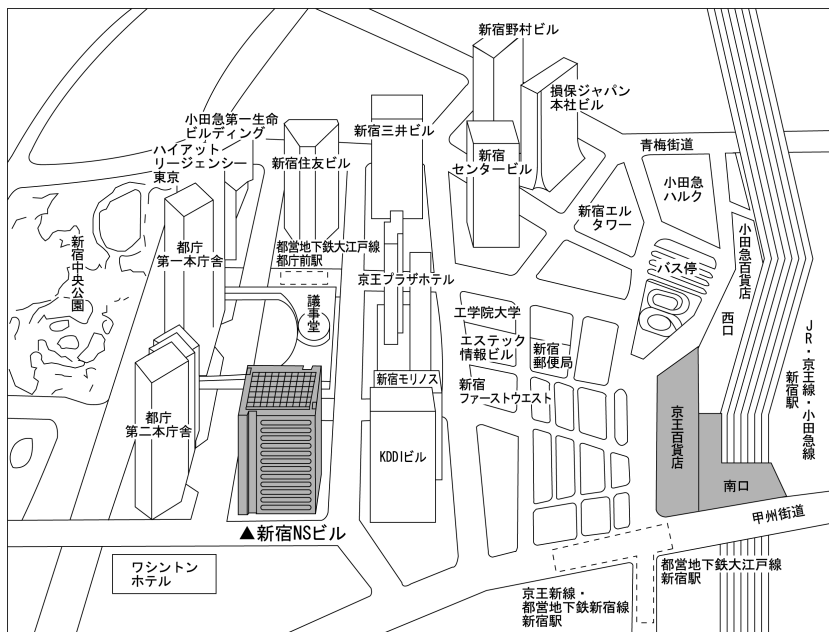 新宿野村ビル
損保ジャパン
本社ビル
小田急第一生命
ビルディング
新宿三井ビル
ハイアット
リージェンシー
東京
新宿住友ビル
新宿
センタービル
青梅街道
小田急
ハルク
新宿エル
タワー
新宿中央公園
都庁
第一本庁舎
都営地下鉄大江戸線
都庁前駅
京王プラザホテル
バス停
小田急百貨店
西口
JR・京王線・小田急線
新宿駅
議事堂
工学院大学
エステック
情報ビル
新宿
郵便局
新宿モリノス
新宿
ファーストウエスト
都庁
第二本庁舎
KDDIビル
京王百貨店
南口
甲州街道
▲新宿NSビル
ワシントン
ホテル
都営地下鉄大江戸線
新宿駅
京王新線・
都営地下鉄新宿線
新宿駅